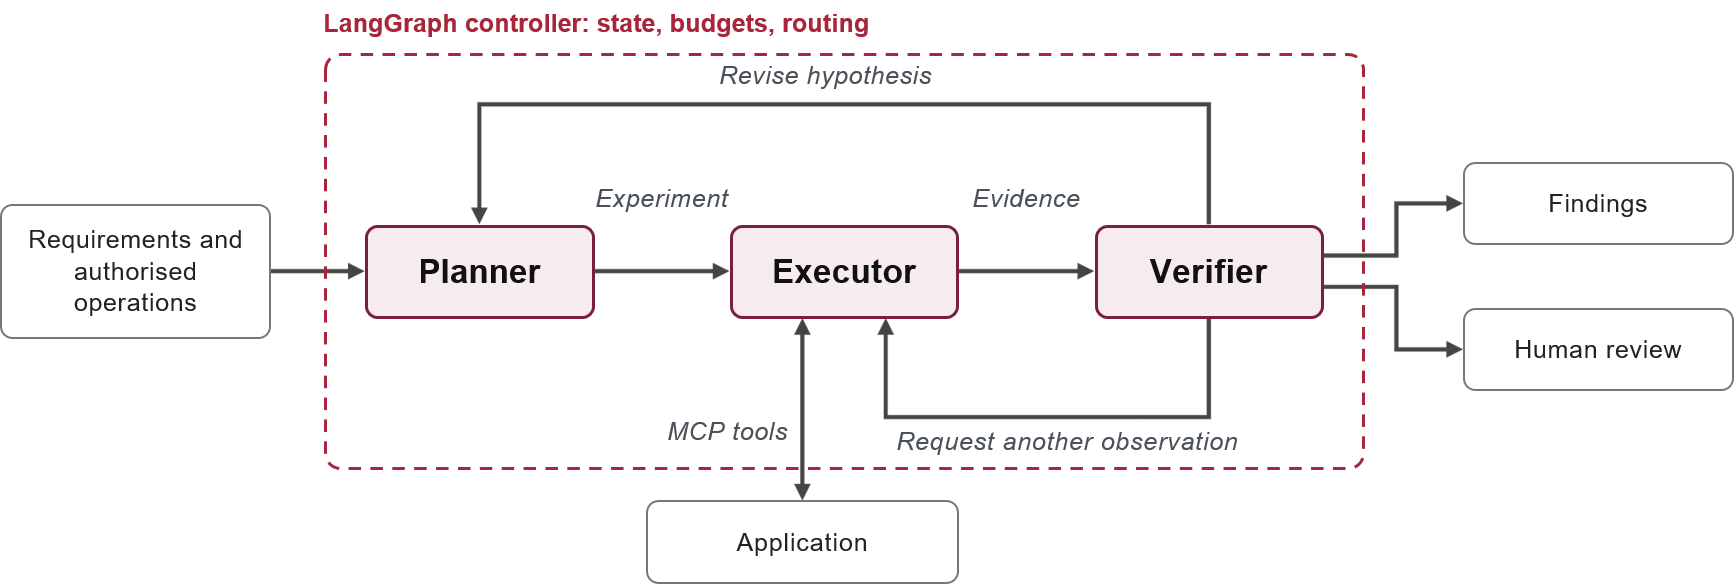 LangGraph controller: state, budgets, routing
Revise hypothesis
Experiment
Evidence
Requirements and
authorised
operations
Planner
Executor
Verifier
Findings
Human review
MCP tools
Request another observation
Application